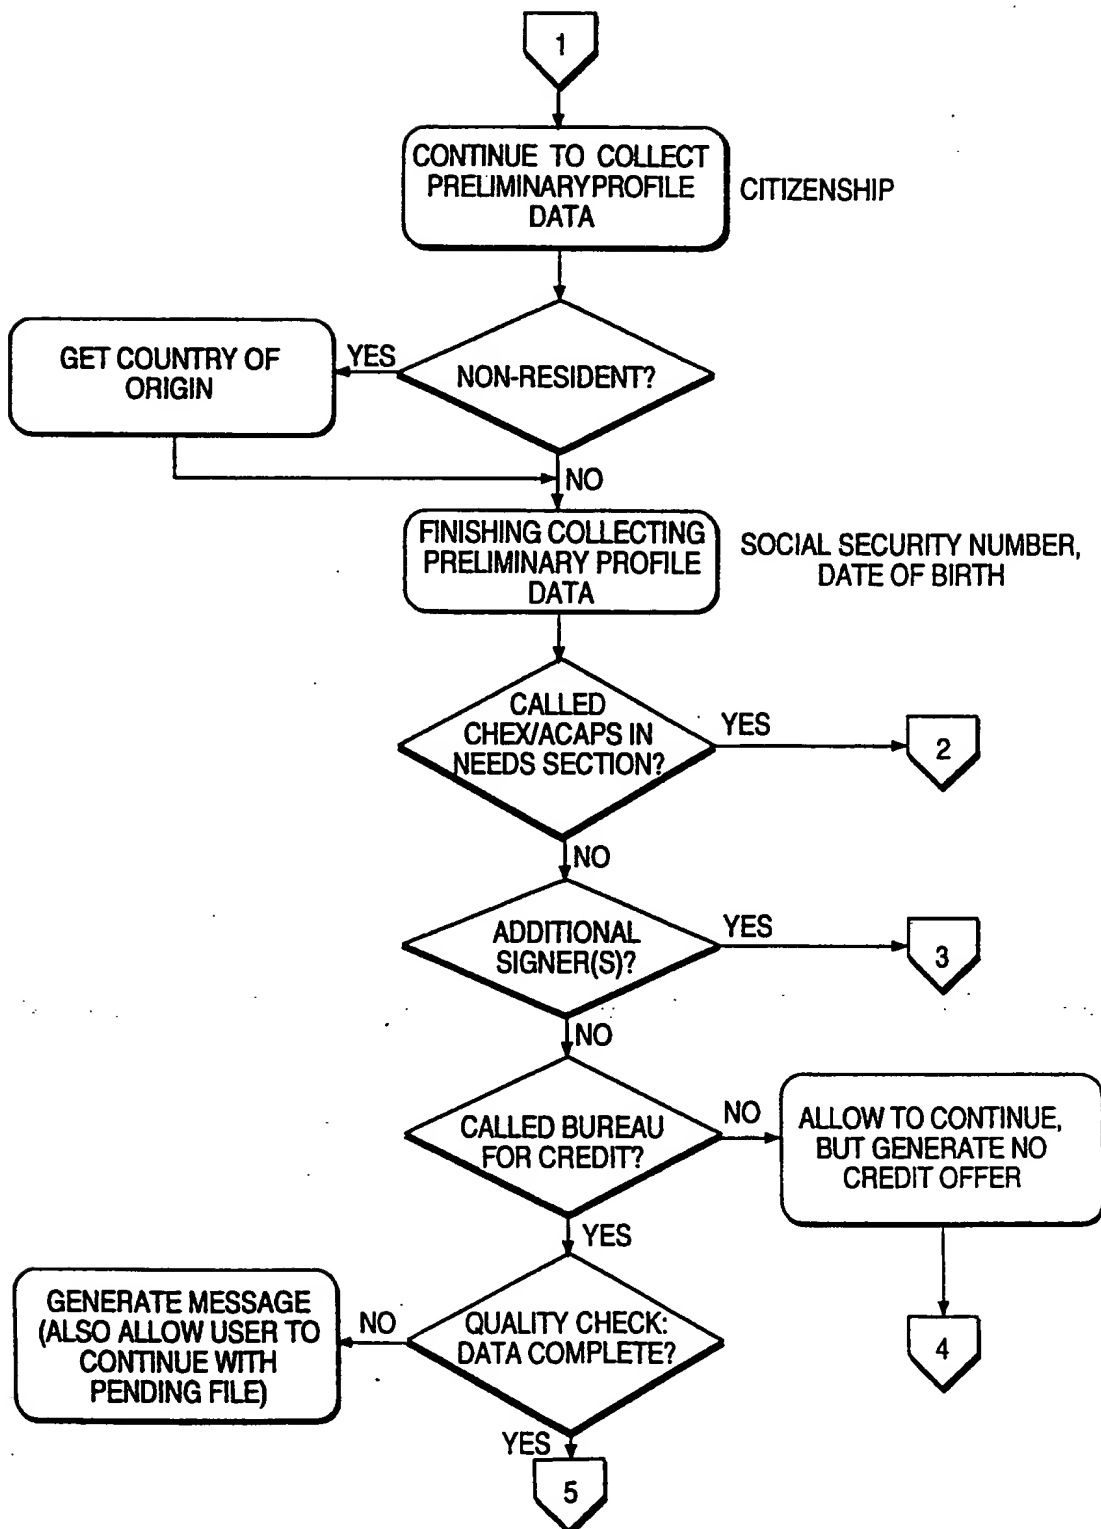 1
CONTINUE TO COLLECT
PRELIMINARY PROFILE
DATA
CITIZENSHIP
GET COUNTRY OF
ORIGIN
YES
NON-RESIDENT?
NO
FINISHING COLLECTING
PRELIMINARY PROFILE
DATA
SOCIAL SECURITY NUMBER,
DATE OF BIRTH
CALLED
CHEX/ACAPS IN
NEEDS SECTION?
YES
2
NO
ADDITIONAL
SIGNER(S)?
YES
3
NO
CALLED BUREAU
FOR CREDIT?
NO
ALLOW TO CONTINUE,
BUT GENERATE NO
CREDIT OFFER
YES
4
GENERATE MESSAGE
(ALSO ALLOW USER TO
CONTINUE WITH
PENDING FILE)
NO
QUALITY CHECK:
DATA COMPLETE?
YES
5